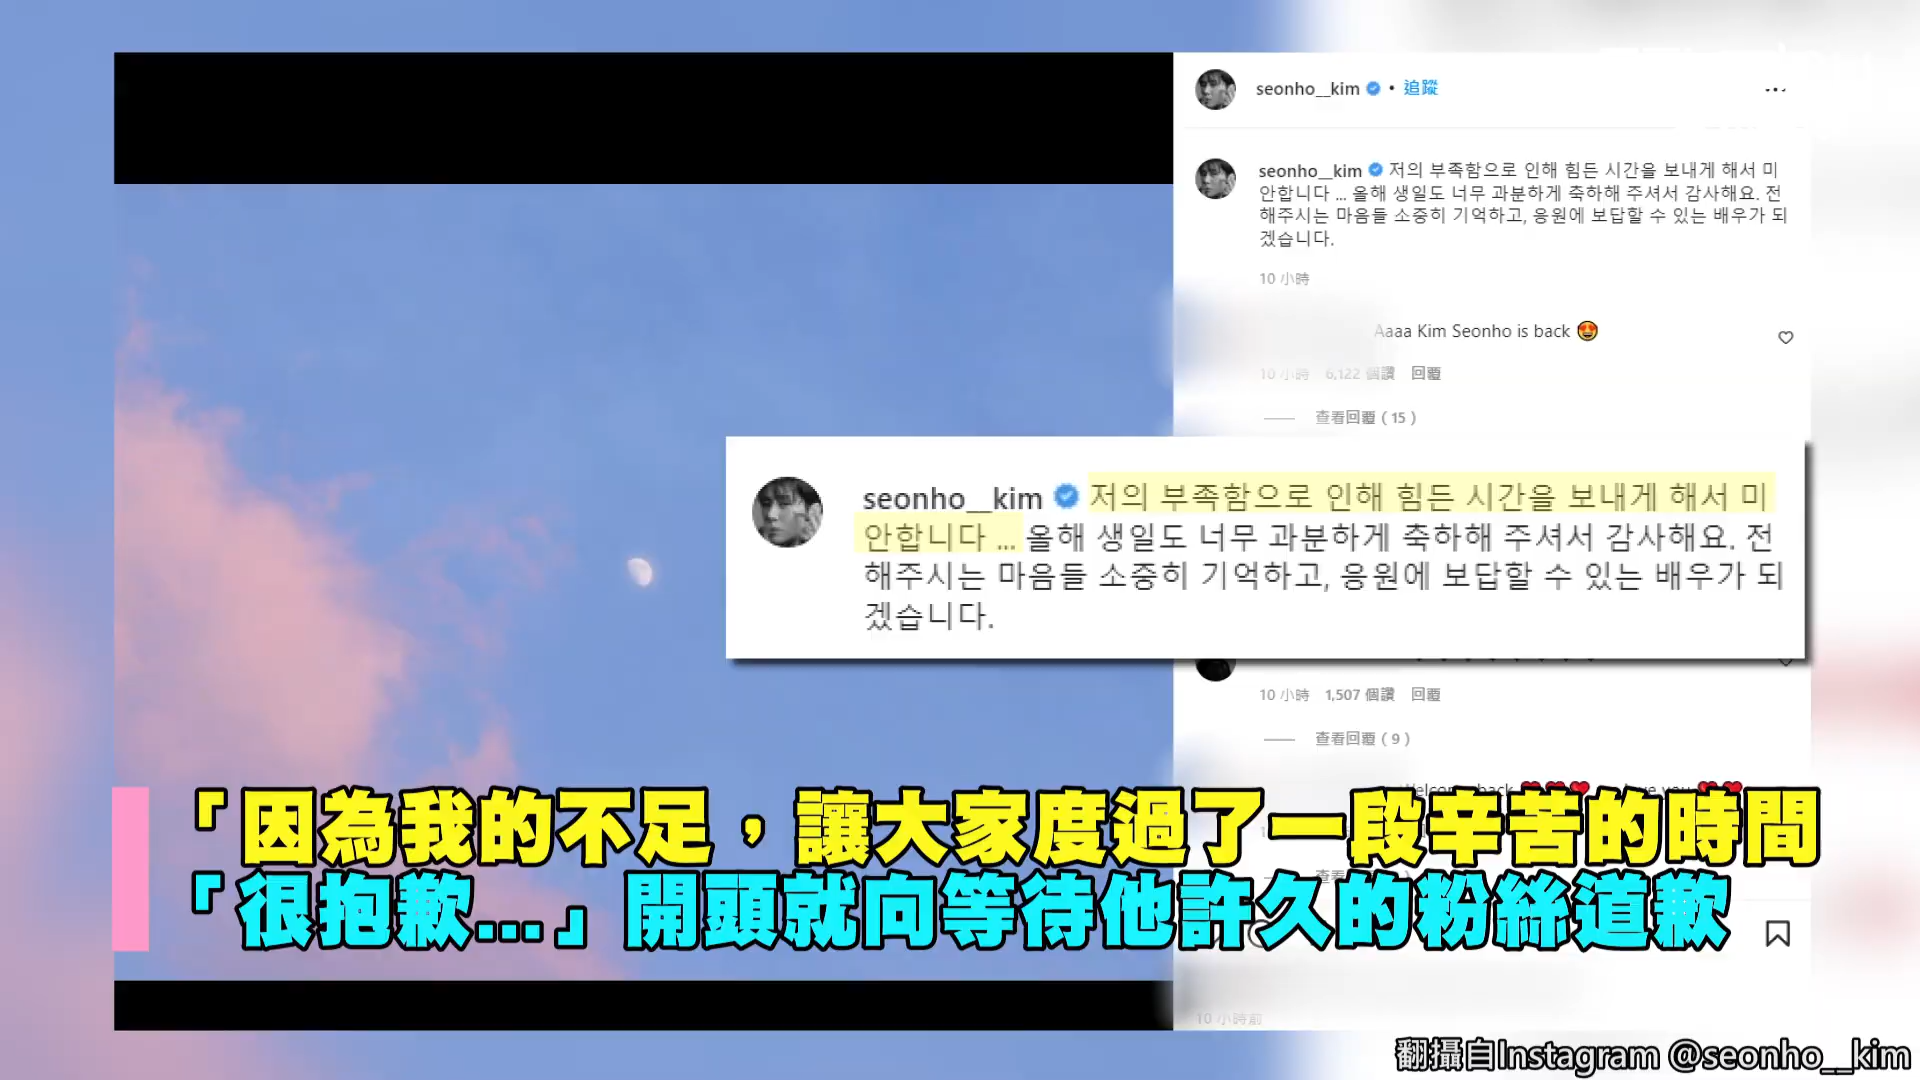 seonho__kim • 追蹤
seonho__kim 저의 부족함으로 인해 힘든 시간을 보내게 해서 미
안합니다 ... 올해 생일도 너무 과분하게 축하해 주셔서 감사해요. 전
해주시는 마음들 소중히 기억하고, 응원에 보답할 수 있는 배우가 되
겠습니다.
10 小時
Aaaa Kim Seonho is back 😍
10 小時 6,122 個讚 回覆
查看回覆 ( 15 )
seonho__kim 저의 부족함으로 인해 힘든 시간을 보내게 해서 미
안합니다 ... 올해 생일도 너무 과분하게 축하해 주셔서 감사해요. 전
해주시는 마음들 소중히 기억하고, 응원에 보답할 수 있는 배우가 되
겠습니다.
10 小時 1,507 個讚 回覆
查看回覆 ( 9 )
「因為我的不足，讓大家度過了一段辛苦的時間
「很抱歉...」開頭就向等待他許久的粉絲道歉
10 小時前
翻攝自Instagram @seonho__kim